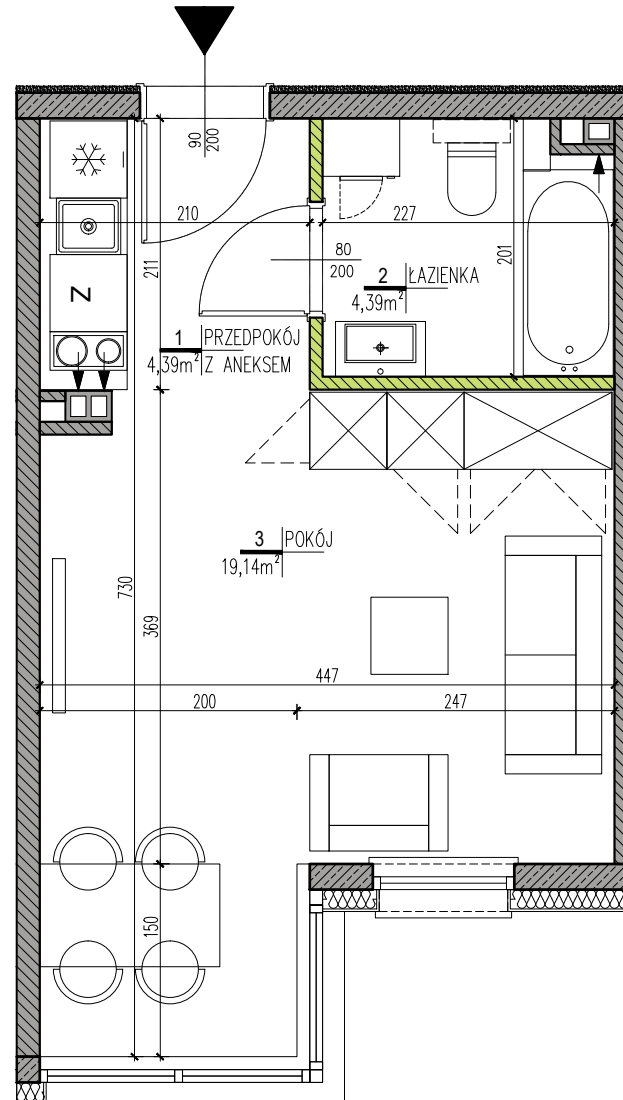 90
200
210
227
211
201
80
200
2 ŁAZIENKA
4,39m²
Z
1 PRZEDPOKÓJ
4,39m² Z ANEKSEM
3 POKÓJ
19,14m²
730
369
447
200
247
150